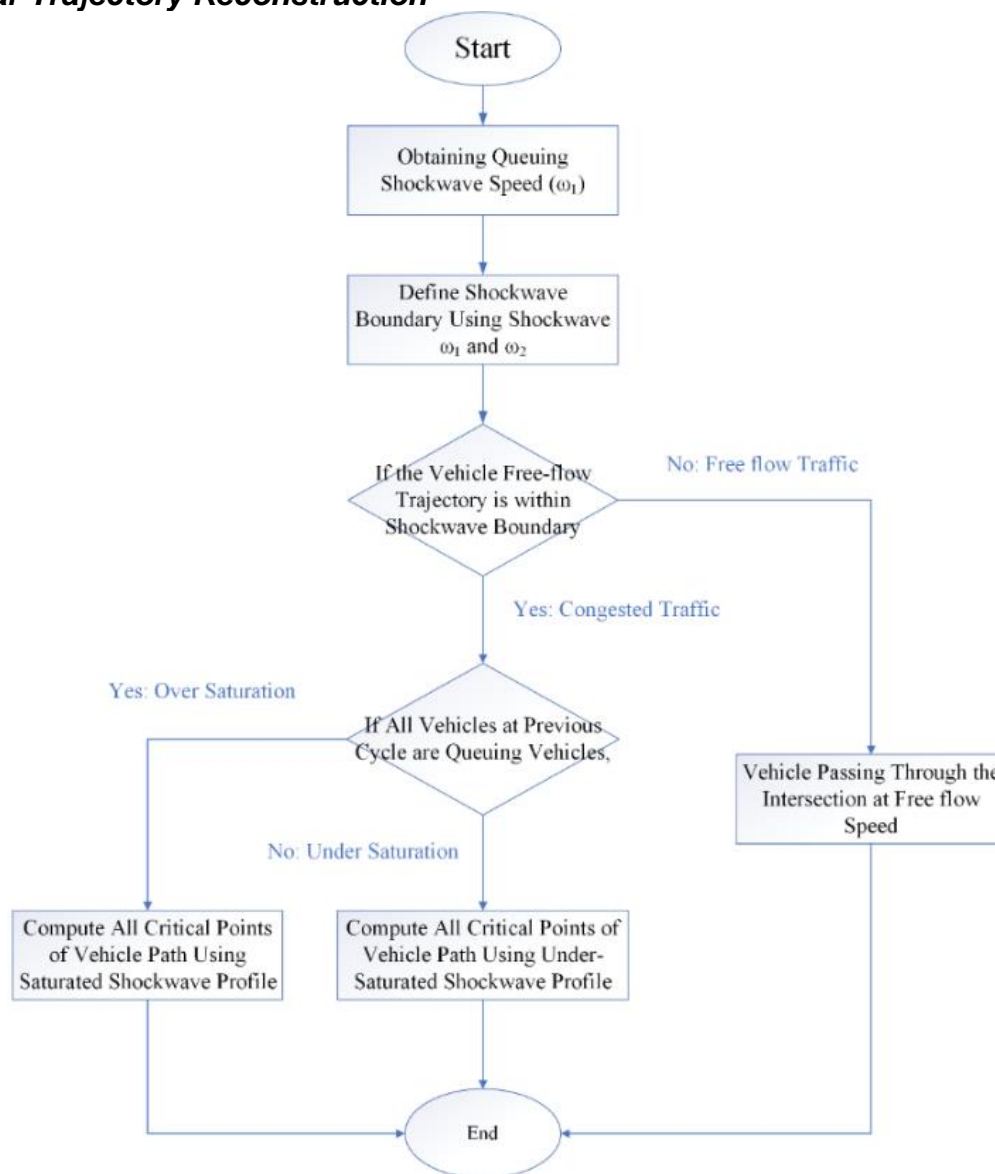 Trajectory Reconstruction
Start
Obtaining Queuing
Shockwave Speed (ω₁)
Define Shockwave
Boundary Using Shockwave
ω₁ and ω₂
If the Vehicle Free-flow
Trajectory is within
Shockwave Boundary
No: Free flow Traffic
Yes: Congested Traffic
Yes: Over Saturation
If All Vehicles at Previous
Cycle are Queuing Vehicles,
No: Under Saturation
Vehicle Passing Through the
Intersection at Free flow
Speed
Compute All Critical Points
of Vehicle Path Using
Saturated Shockwave Profile
Compute All Critical Points of
Vehicle Path Using Under-
Saturated Shockwave Profile
End